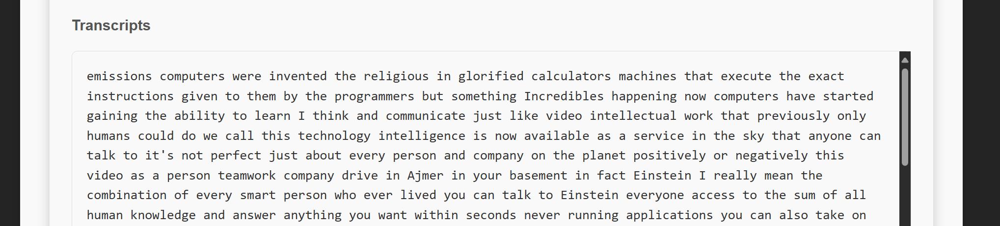 Transcripts
emissions computers were invented the religious in glorified calculators machines that execute the exact
instructions given to them by the programmers but something Incredibles happening now computers have started
gaining the ability to learn I think and communicate just like video intellectual work that previously only
humans could do we call this technology intelligence is now available as a service in the sky that anyone can
talk to it's not perfect just about every person and company on the planet positively or negatively this
video as a person teamwork company drive in Ajmer in your basement in fact Einstein I really mean the
combination of every smart person who ever lived you can talk to Einstein everyone access to the sum of all
human knowledge and answer anything you want within seconds never running applications you can also take on